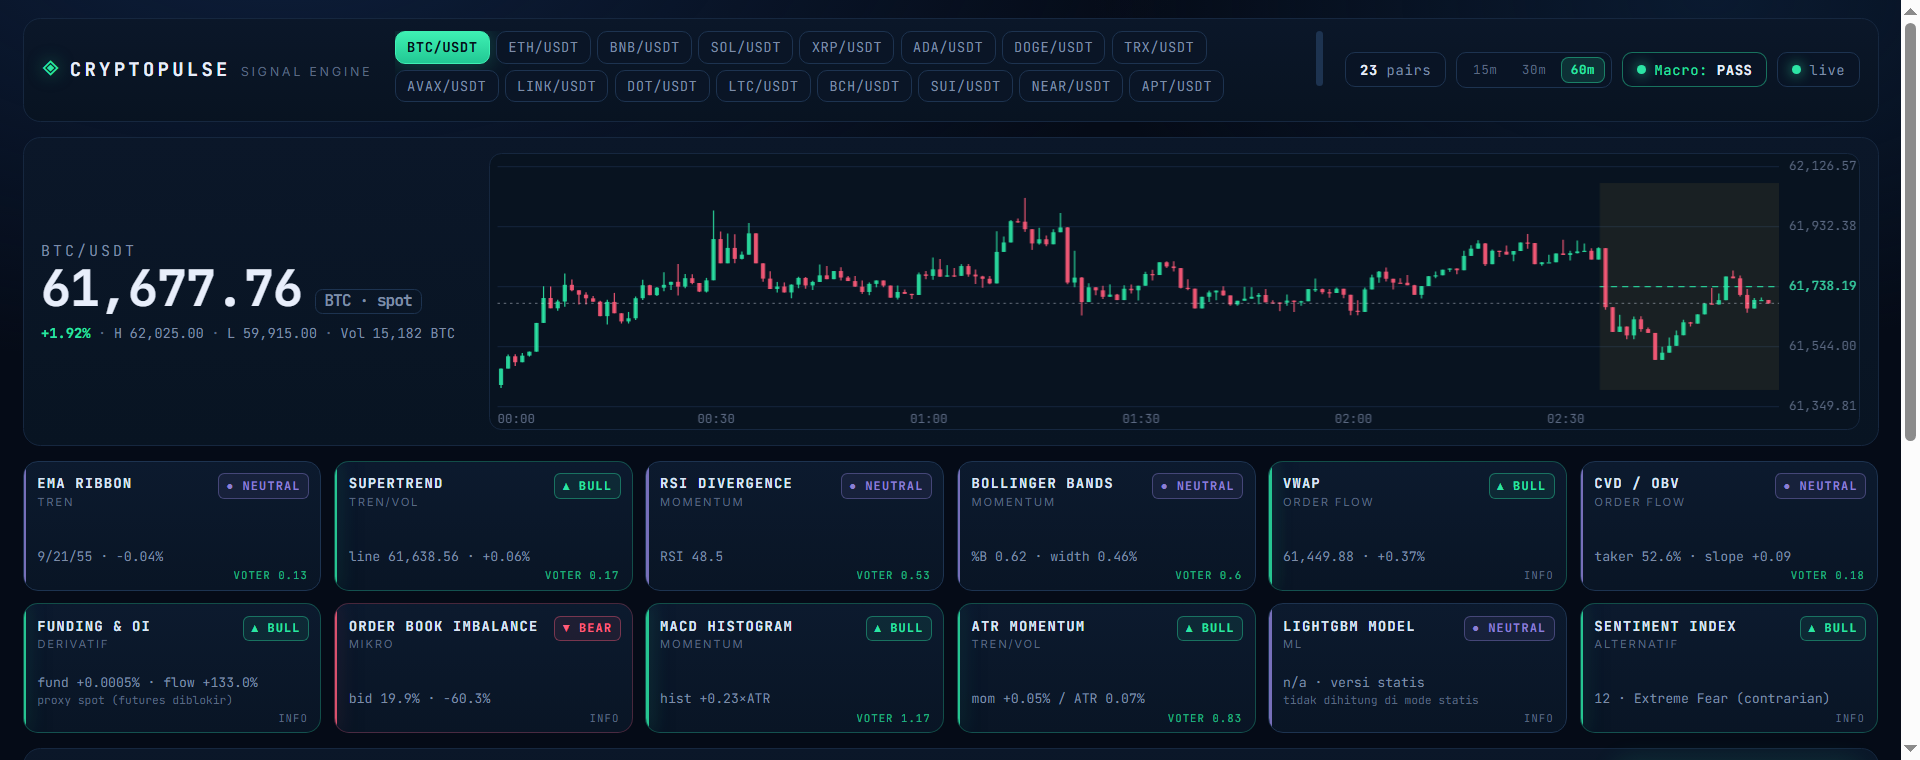 CRYPTOPULSE SIGNAL ENGINE
BTC/USDT ETH/USDT BNB/USDT SOL/USDT XRP/USDT ADA/USDT DOGE/USDT TRX/USDT
AVAX/USDT LINK/USDT DOT/USDT LTC/USDT BCH/USDT SUI/USDT NEAR/USDT APT/USDT
23 pairs 15m 30m 60m Macro: PASS live
BTC/USDT
61,677.76 BTC · spot
+1.92% · H 62,025.00 · L 59,915.00 · Vol 15,182 BTC
62,126.57
61,932.38
61,738.19
61,544.00
61,349.81
00:00 00:30 01:00 01:30 02:00 02:30
EMA RIBBON ● NEUTRAL
TREN
9/21/55 · -0.04%
VOTER 0.13
SUPERTREND ▲ BULL
TREN/VOL
line 61,638.56 · +0.06%
VOTER 0.17
RSI DIVERGENCE ● NEUTRAL
MOMENTUM
RSI 48.5
VOTER 0.53
BOLLINGER BANDS ● NEUTRAL
MOMENTUM
%B 0.62 · width 0.46%
VOTER 0.6
VWAP ▲ BULL
ORDER FLOW
61,449.88 · +0.37%
INFO
CVD / OBV ● NEUTRAL
ORDER FLOW
taker 52.6% · slope +0.09
VOTER 0.18
FUNDING & OI ▲ BULL
DERIVATIF
fund +0.0005% · flow +133.0%
proxy spot (futures diblokir)
INFO
ORDER BOOK IMBALANCE ▼ BEAR
MIKRO
bid 19.9% · -60.3%
INFO
MACD HISTOGRAM ▲ BULL
MOMENTUM
hist +0.23×ATR
VOTER 1.17
ATR MOMENTUM ▲ BULL
TREN/VOL
mom +0.05% / ATR 0.07%
VOTER 0.83
LIGHTGBM MODEL ● NEUTRAL
ML
n/a · versi statis
tidak dihitung di mode statis
INFO
SENTIMENT INDEX ▲ BULL
ALTERNATIF
12 · Extreme Fear (contrarian)
INFO